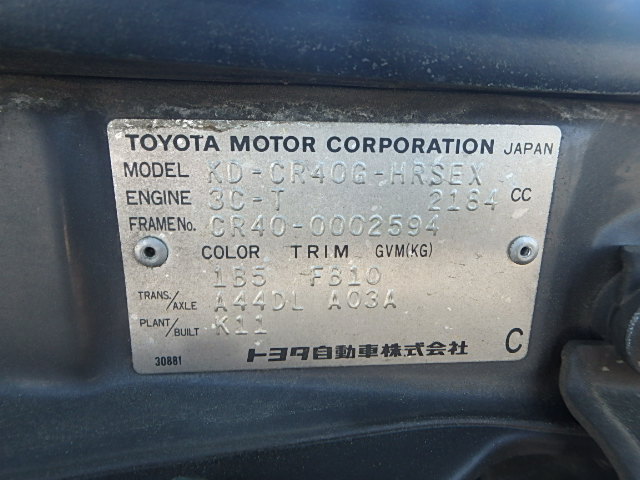 TOYOTA MOTOR CORPORATION JAPAN
MODEL KD-CR40G-HRSEX
ENGINE 3C-T 2184 CC
FRAME No. CR40-0002594
COLOR TRIM GVM(KG)
1B5 FB10
TRANS./AXLE A44DL A03A
PLANT/BUILT K11
30881 トヨタ自動車株式会社 C